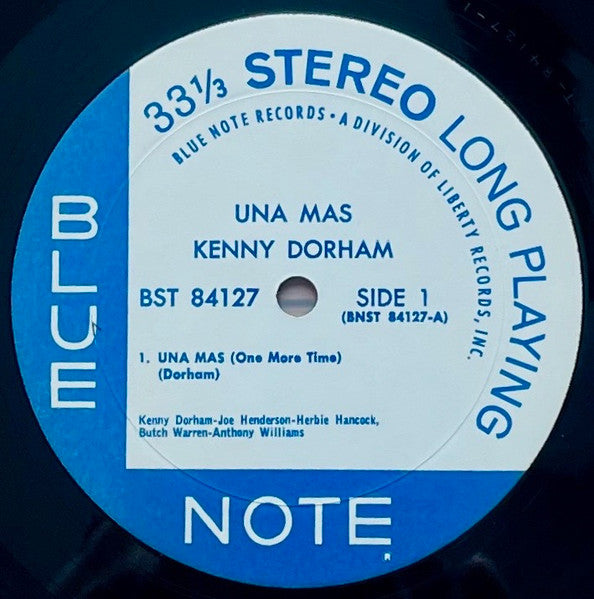 33⅓ STEREO LONG PLAYING
BLUE NOTE RECORDS • A DIVISION OF LIBERTY RECORDS, INC.
UNA MAS
KENNY DORHAM
BST 84127 SIDE 1
(BNST 84127-A)
1. UNA MAS (One More Time)
(Dorham)
Kenny Dorham-Joe Henderson-Herbie Hancock,
Butch Warren-Anthony Williams
BLUE
NOTE
R